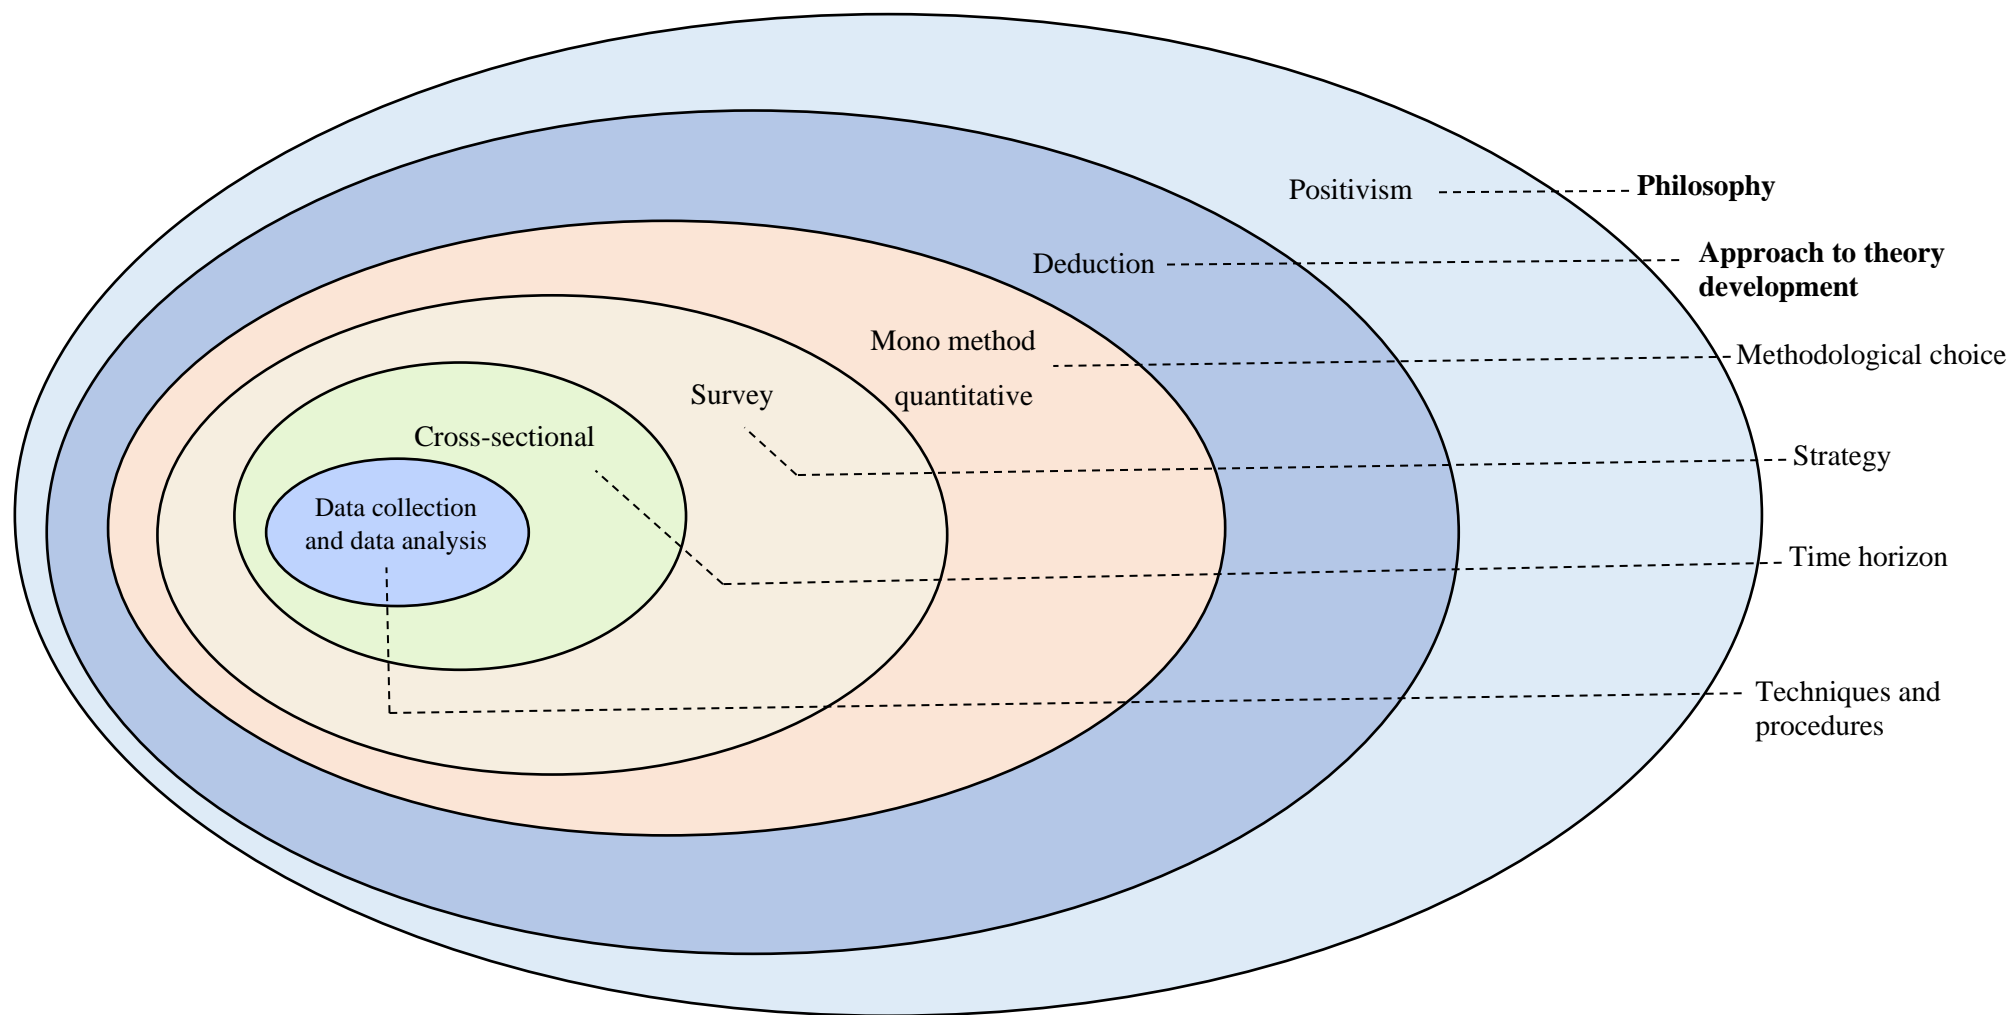 Positivism
Philosophy
Deduction
Approach to theory
development
Mono method
quantitative
Methodological choice
Survey
Strategy
Cross-sectional
Time horizon
Data collection
and data analysis
Techniques and
procedures